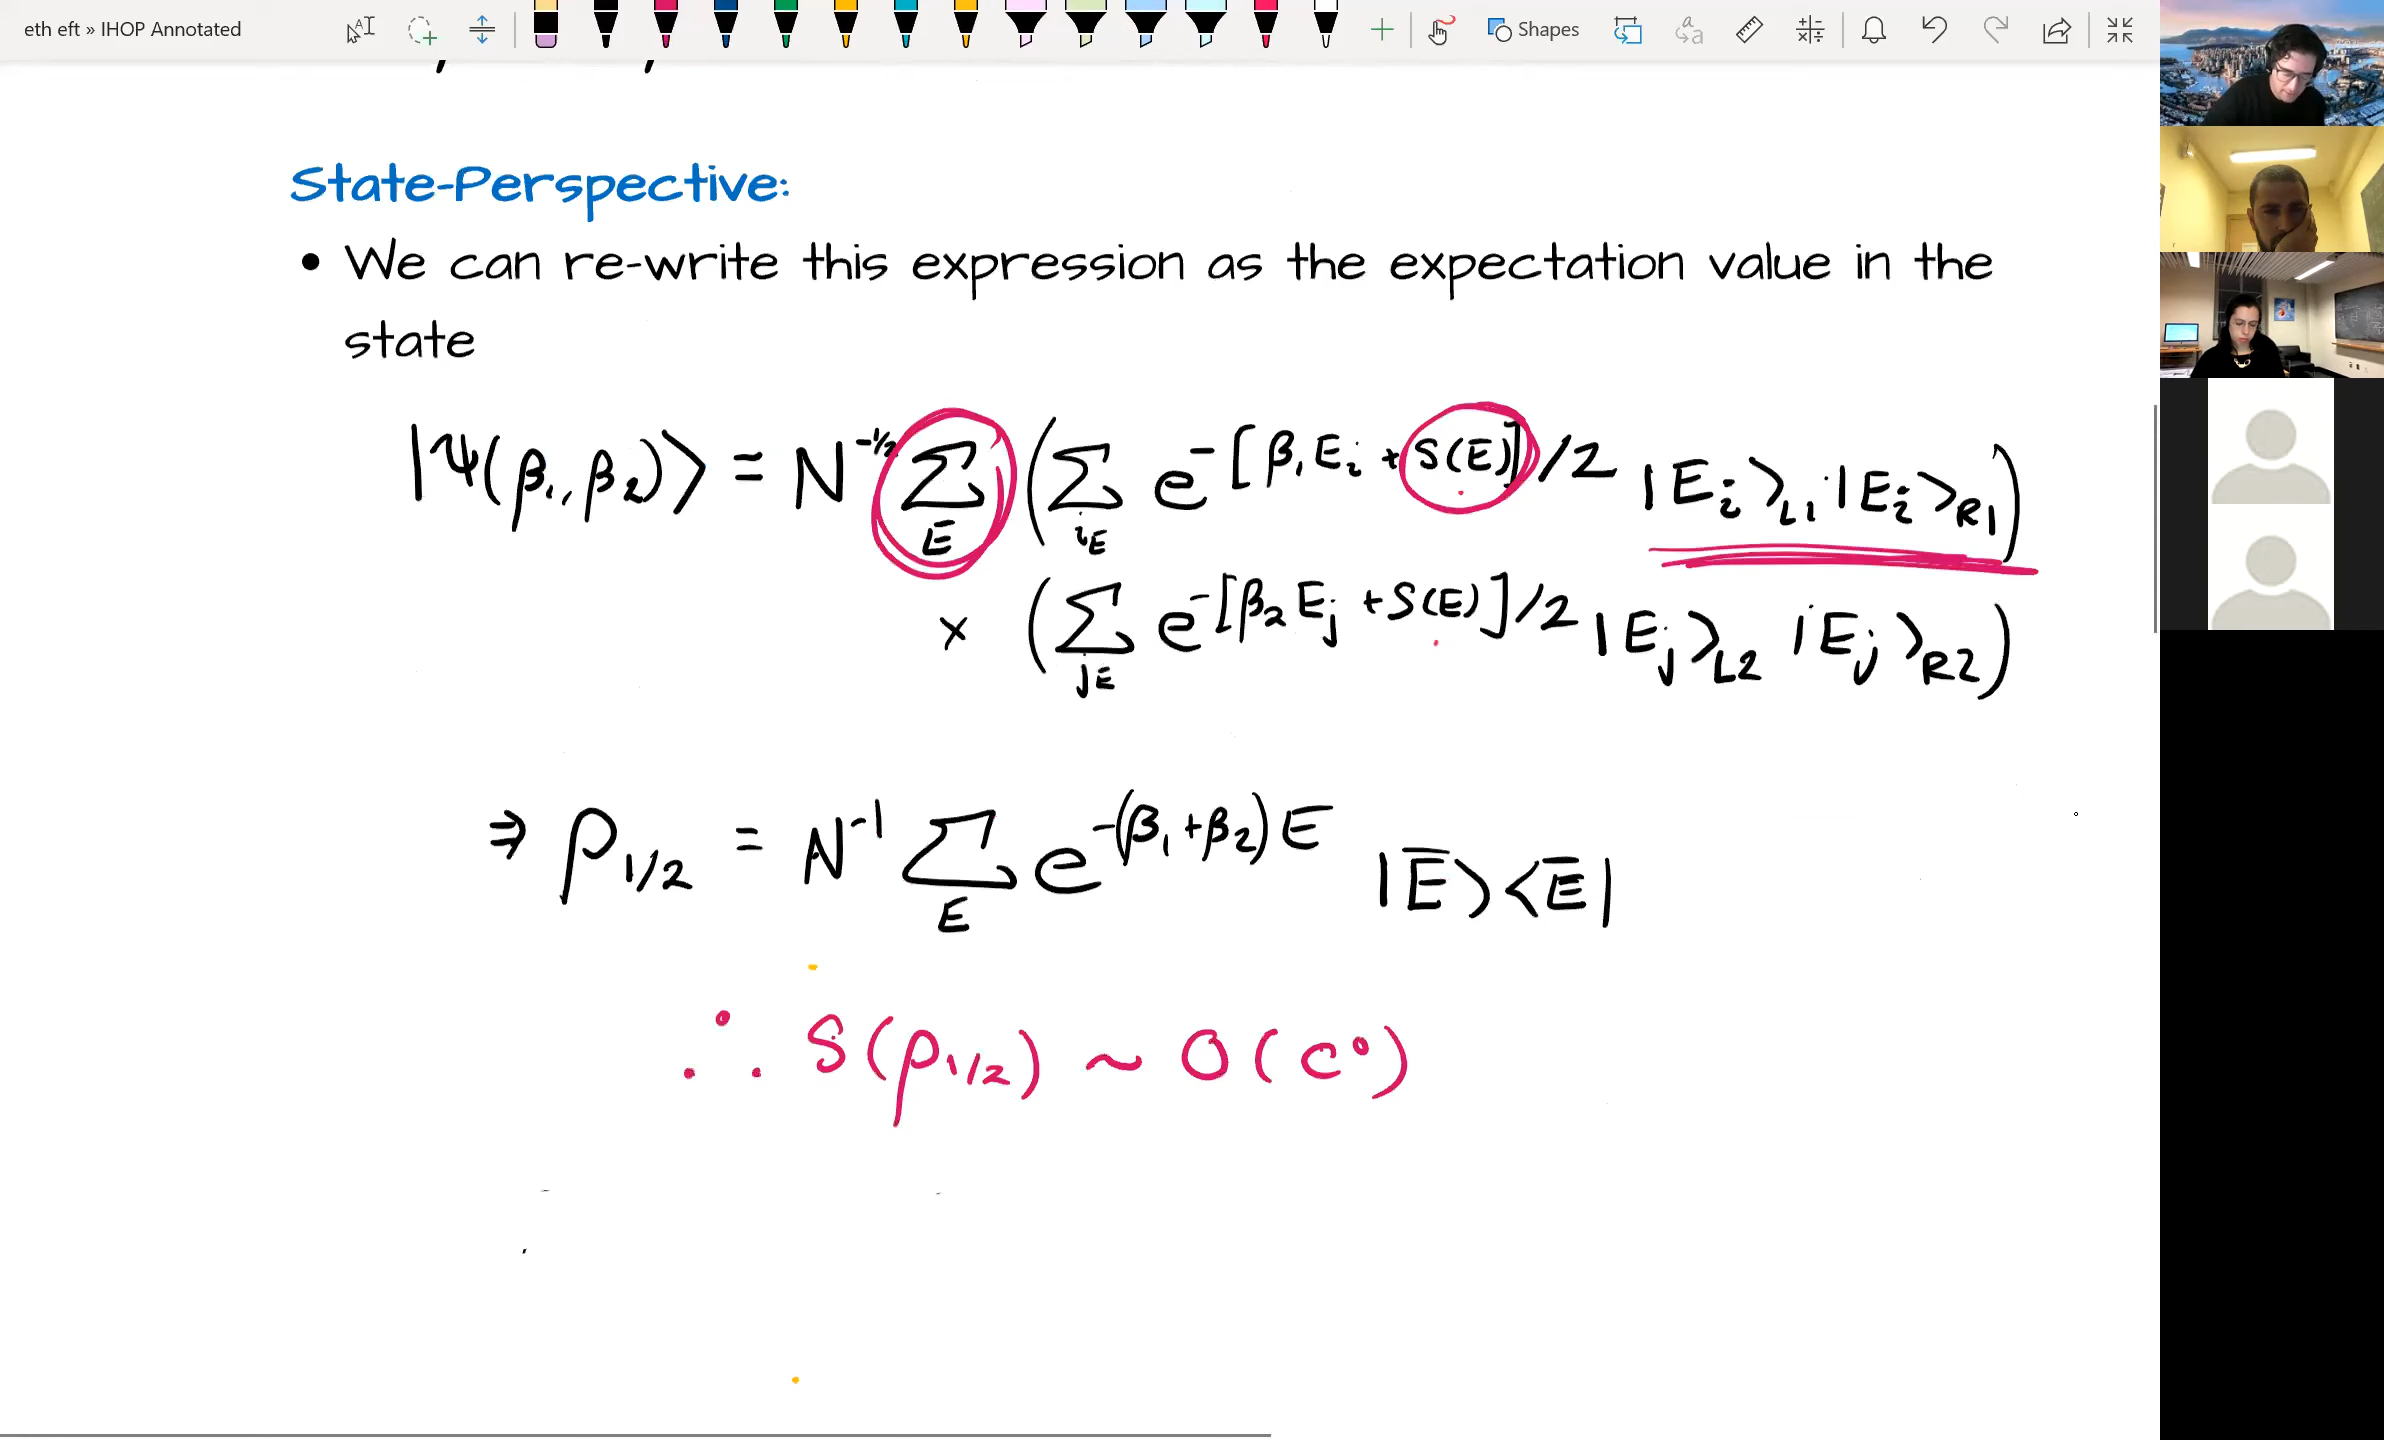 eth eft » IHOP Annotated
Shapes
State-Perspective:
• We can re-write this expression as the expectation value in the
state
|Ψ(β₁, β₂)⟩ = N^{-1/2} Σ_E ( Σ_{i_E} e^{-[β₁E_i + S(E)]/2} |E_i⟩_{L1} |E_i⟩_{R1} )
× ( Σ_{j_E} e^{-[β₂E_j + S(E)]/2} |E_j⟩_{L2} |E_j⟩_{R2} )
⇒ ρ_{1/2} = N^{-1} Σ_E e^{-(β₁+β₂)E} |E̅⟩⟨E̅|
∴ S(ρ_{1/2}) ~ O(c⁰)